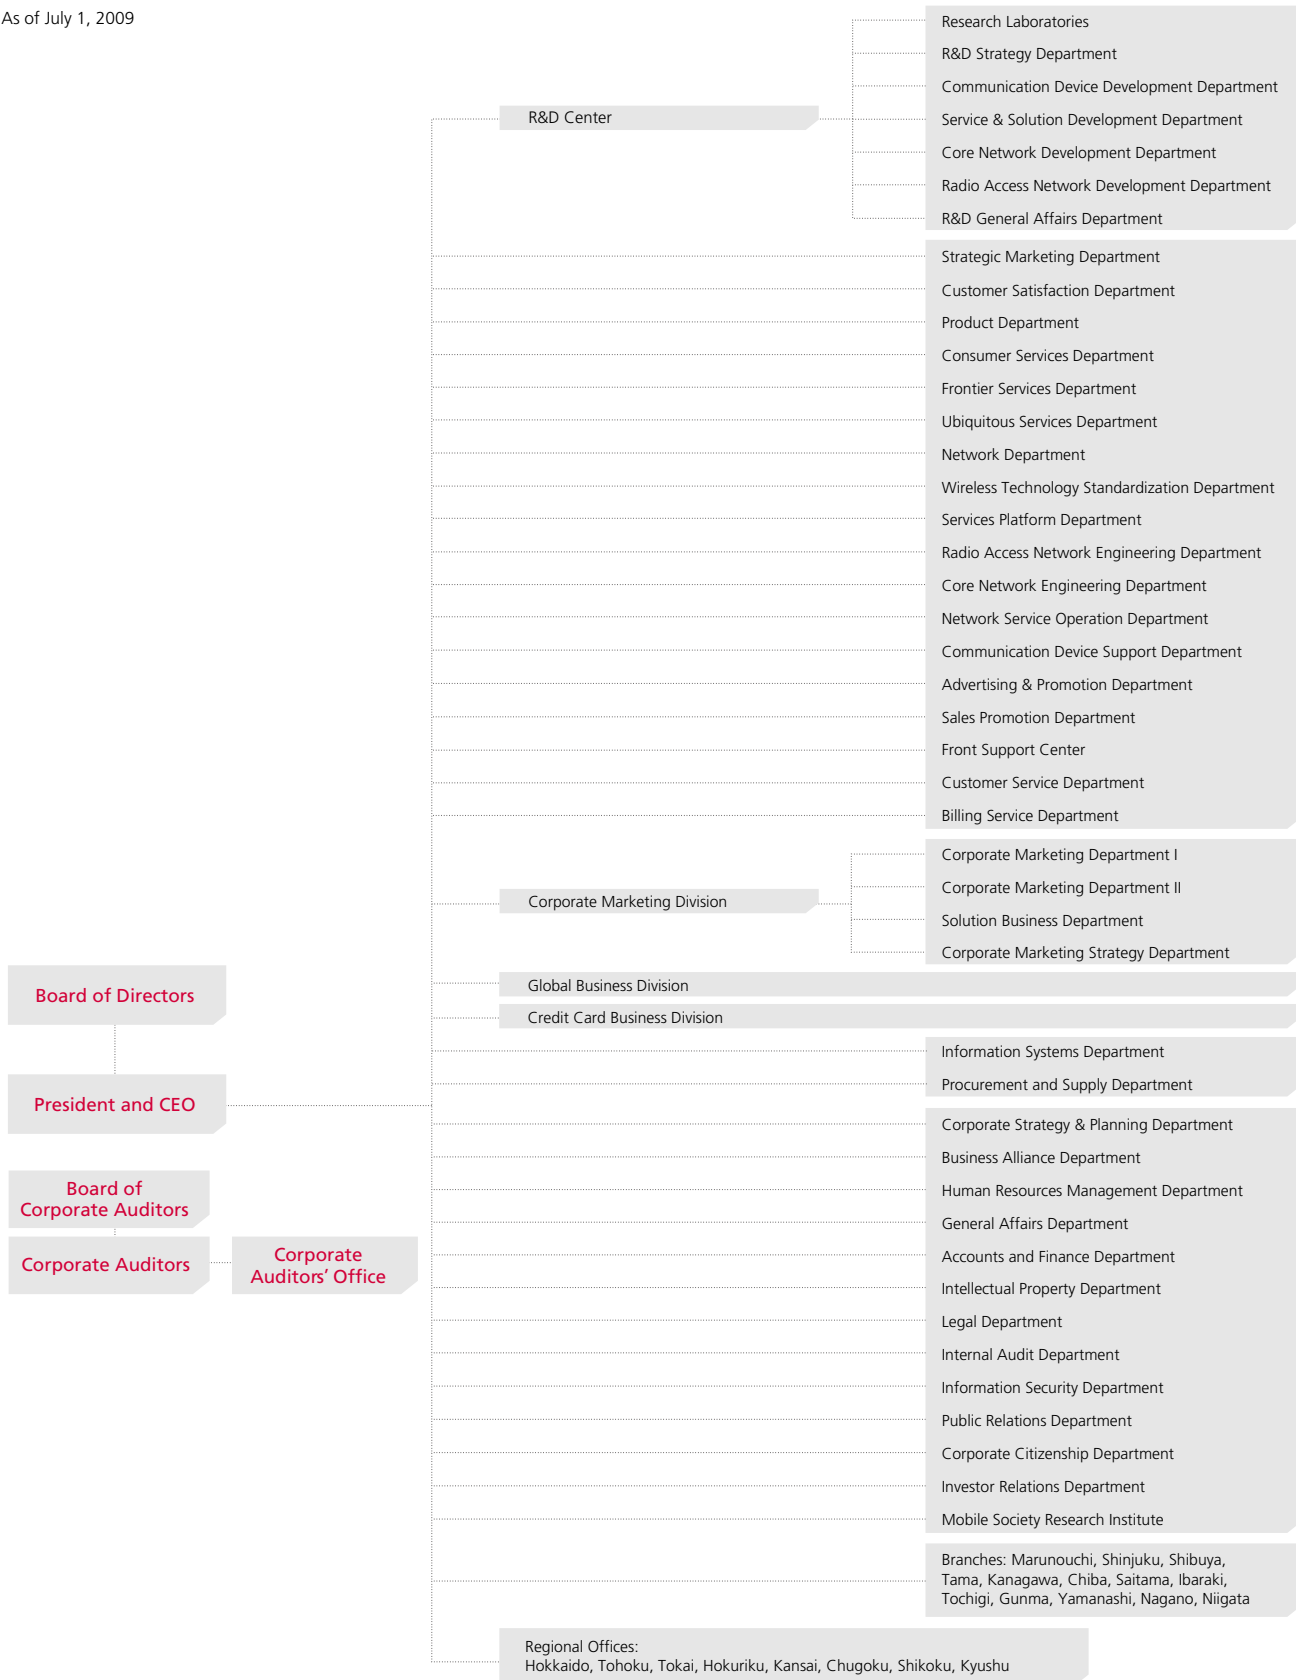 As of July 1, 2009
R&D Center
Research Laboratories
R&D Strategy Department
Communication Device Development Department
Service & Solution Development Department
Core Network Development Department
Radio Access Network Development Department
R&D General Affairs Department
Strategic Marketing Department
Customer Satisfaction Department
Product Department
Consumer Services Department
Frontier Services Department
Ubiquitous Services Department
Network Department
Wireless Technology Standardization Department
Services Platform Department
Radio Access Network Engineering Department
Core Network Engineering Department
Network Service Operation Department
Communication Device Support Department
Advertising & Promotion Department
Sales Promotion Department
Front Support Center
Customer Service Department
Billing Service Department
Corporate Marketing Division
Corporate Marketing Department I
Corporate Marketing Department II
Solution Business Department
Corporate Marketing Strategy Department
Board of Directors
Global Business Division
Credit Card Business Division
Information Systems Department
Procurement and Supply Department
President and CEO
Corporate Strategy & Planning Department
Business Alliance Department
Human Resources Management Department
General Affairs Department
Accounts and Finance Department
Intellectual Property Department
Legal Department
Internal Audit Department
Information Security Department
Public Relations Department
Corporate Citizenship Department
Investor Relations Department
Mobile Society Research Institute
Board of
Corporate Auditors
Corporate Auditors
Corporate
Auditors' Office
Branches: Marunouchi, Shinjuku, Shibuya,
Tama, Kanagawa, Chiba, Saitama, Ibaraki,
Tochigi, Gunma, Yamanashi, Nagano, Niigata
Regional Offices:
Hokkaido, Tohoku, Tokai, Hokuriku, Kansai, Chugoku, Shikoku, Kyushu